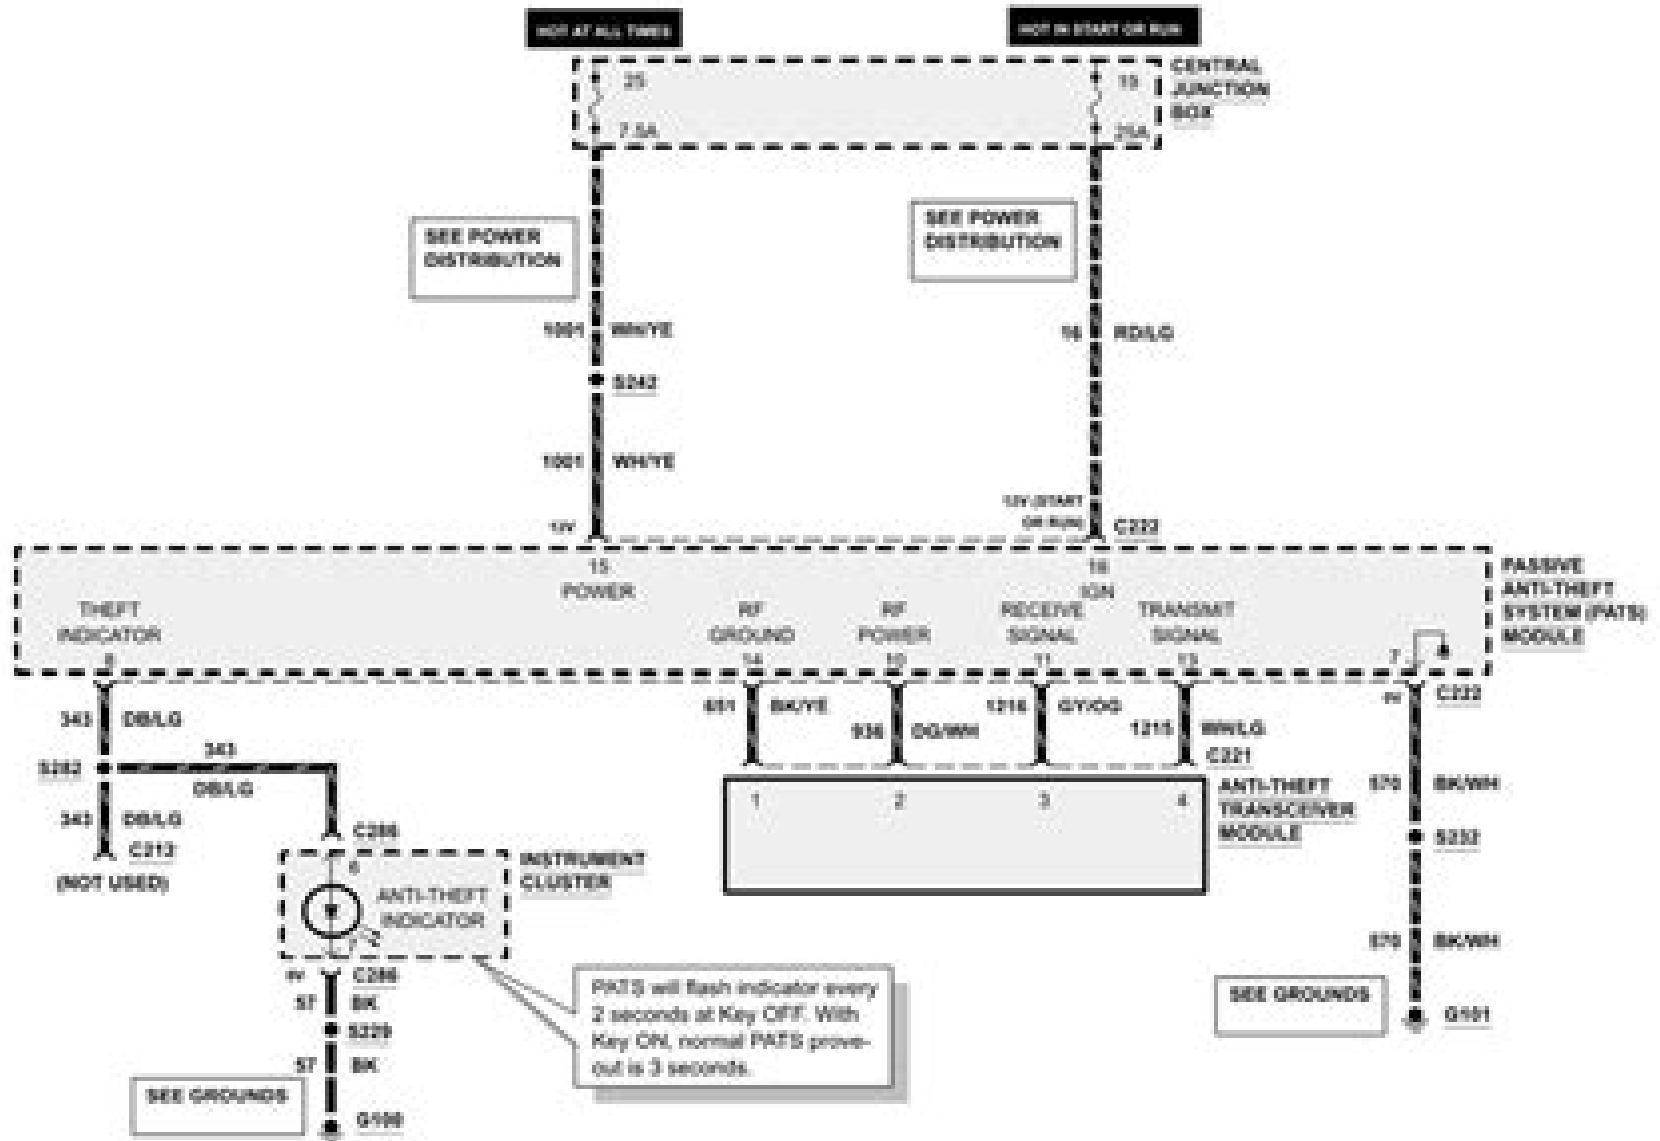 HOT AT ALL TIMES
HOT IN START OR RUN
25
7.5A
15
25A
CENTRAL
JUNCTION
BOX
SEE POWER
DISTRIBUTION
SEE POWER
DISTRIBUTION
1001 WH/YE
16 RD/LG
S242
1001 WH/YE
12V
12V (START
OR RUN)
C222
15
POWER
16
IGN
THEFT
INDICATOR
RF
GROUND
RF
POWER
RECEIVE
SIGNAL
TRANSMIT
SIGNAL
14
10
11
13
7
PASSIVE
ANTI-THEFT
SYSTEM (PATS)
MODULE
343 DB/LG
651 BK/YE
936 OG/WH
1216 GY/OG
1215 WH/LG
0V
C222
C221
343
DB/LG
S282
343 DB/LG
C213
(NOT USED)
1
2
3
4
ANTI-THEFT
TRANSCEIVER
MODULE
570 BK/WH
S232
570 BK/WH
SEE GROUNDS
G101
C286
6
ANTI-THEFT
INDICATOR
7
INSTRUMENT
CLUSTER
0V
C286
57 BK
S229
57 BK
SEE GROUNDS
G100
PATS will flash indicator every
2 seconds at Key OFF. With
Key ON, normal PATS prove-
out is 3 seconds.